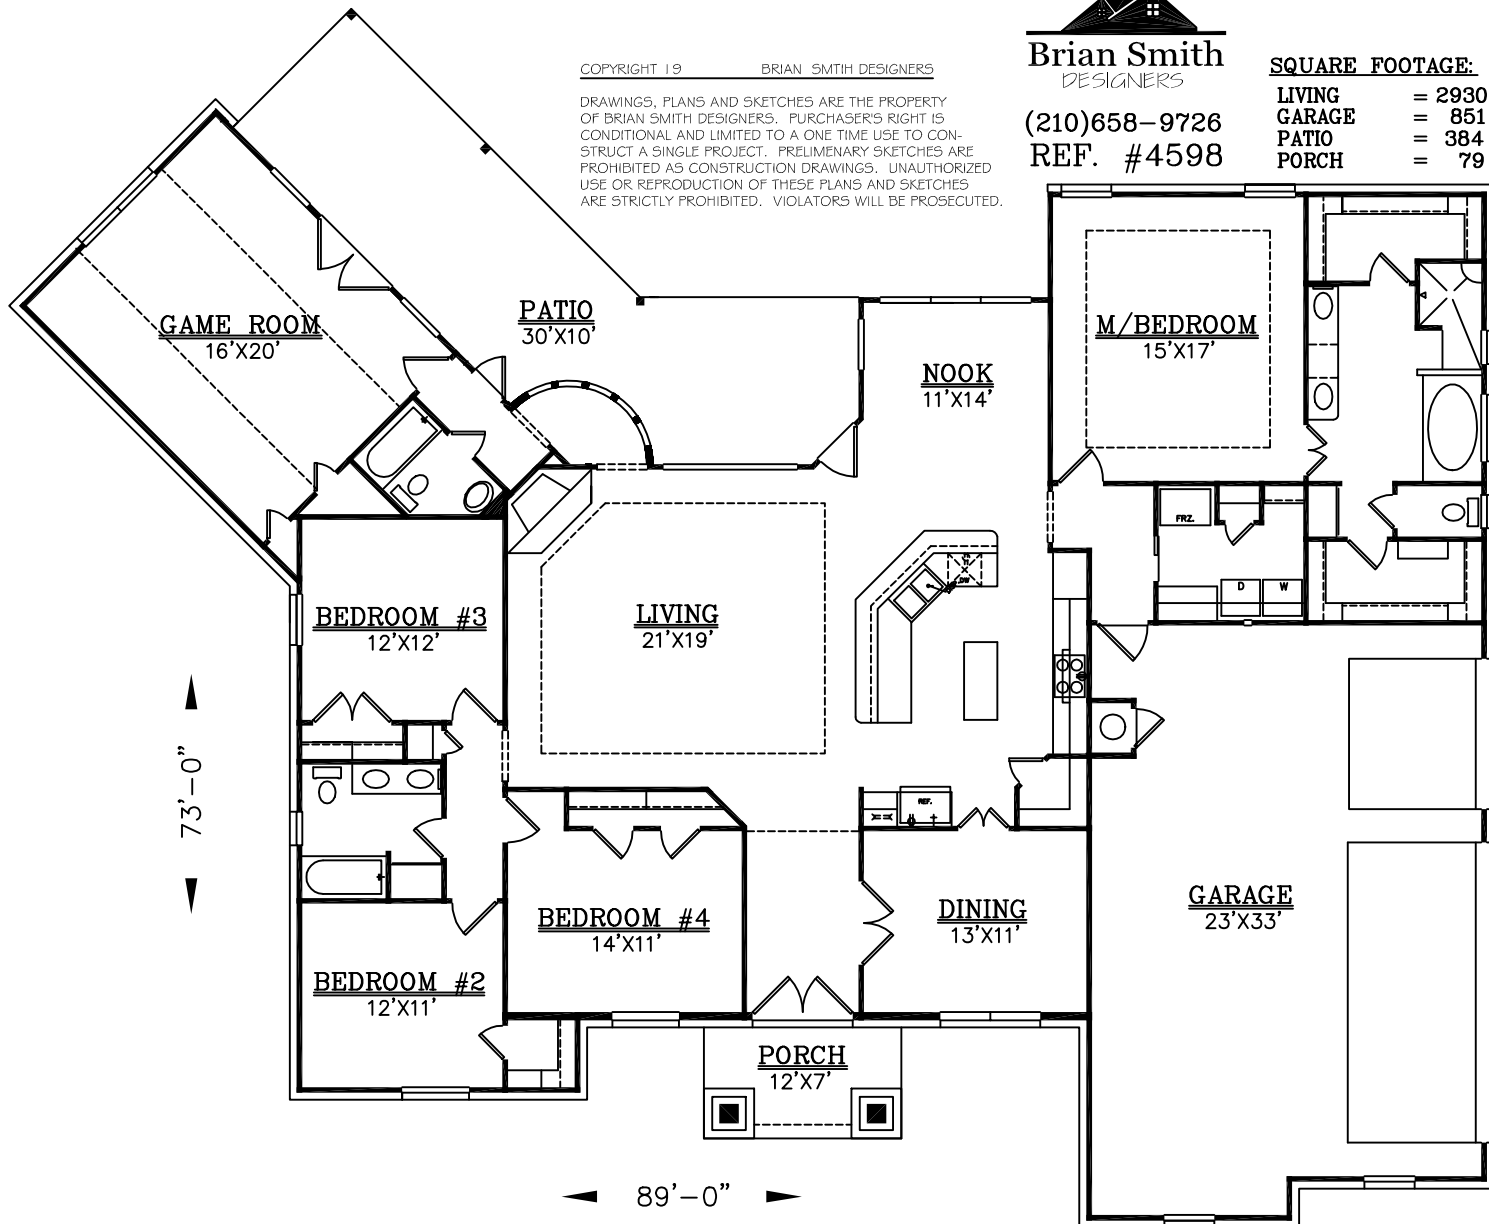 COPYRIGHT 19 BRIAN SMTIH DESIGNERS
DRAWINGS, PLANS AND SKETCHES ARE THE PROPERTY
OF BRIAN SMITH DESIGNERS. PURCHASER'S RIGHT IS
CONDITIONAL AND LIMITED TO A ONE TIME USE TO CON-
STRUCT A SINGLE PROJECT. PRELIMENARY SKETCHES ARE
PROHIBITED AS CONSTRUCTION DRAWINGS. UNAUTHORIZED
USE OR REPRODUCTION OF THESE PLANS AND SKETCHES
ARE STRICTLY PROHIBITED. VIOLATORS WILL BE PROSECUTED.
Brian Smith
DESIGNERS
(210)658-9726
REF. #4598
SQUARE FOOTAGE:
LIVING = 2930
GARAGE = 851
PATIO = 384
PORCH = 79
GAME ROOM
16'X20'
PATIO
30'X10'
NOOK
11'X14'
M/BEDROOM
15'X17'
FRZ.
D
W
DW
BEDROOM #3
12'X12'
LIVING
21'X19'
REF.
73'-0"
BEDROOM #4
14'X11'
DINING
13'X11'
GARAGE
23'X33'
BEDROOM #2
12'X11'
PORCH
12'X7'
89'-0"